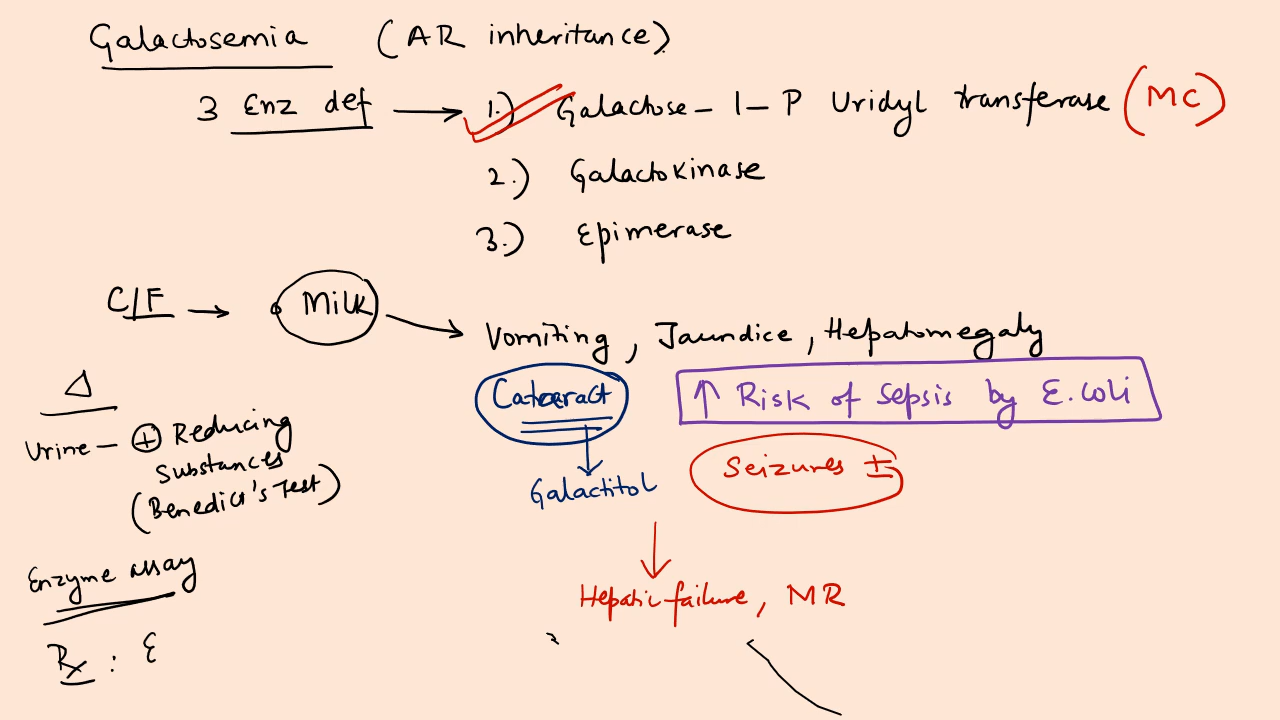 Galactosemia (AR inheritance)
3 Enz def → 1.) Galactose-1-P Uridyl transferase (MC)
2.) Galactokinase
3.) Epimerase
C/F → Milk → Vomiting, Jaundice, Hepatomegaly
Cataract
↑ Risk of Sepsis by E.coli
Seizures ±
Galactitol
Hepatic failure, MR
Δ
Urine - ⊕ Reducing
Substances
(Benedict's Test)
Enzyme assay
Rx : E